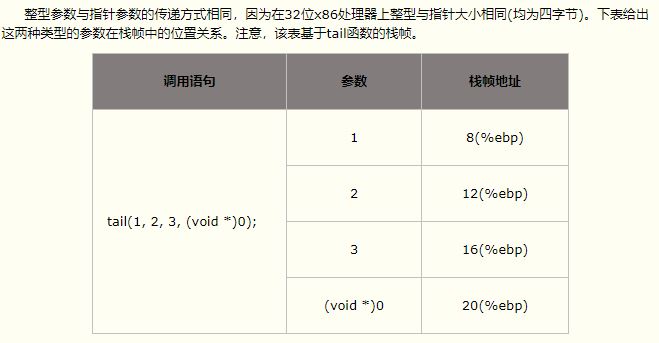 整型参数与指针参数的传递方式相同，因为在32位x86处理器上整型与指针大小相同(均为四字节)。下表给出
这两种类型的参数在栈帧中的位置关系。注意，该表基于tail函数的栈帧。
调用语句 参数 栈帧地址
1 8(%ebp)
2 12(%ebp)
tail(1, 2, 3, (void *)0);
3 16(%ebp)
(void *)0 20(%ebp)